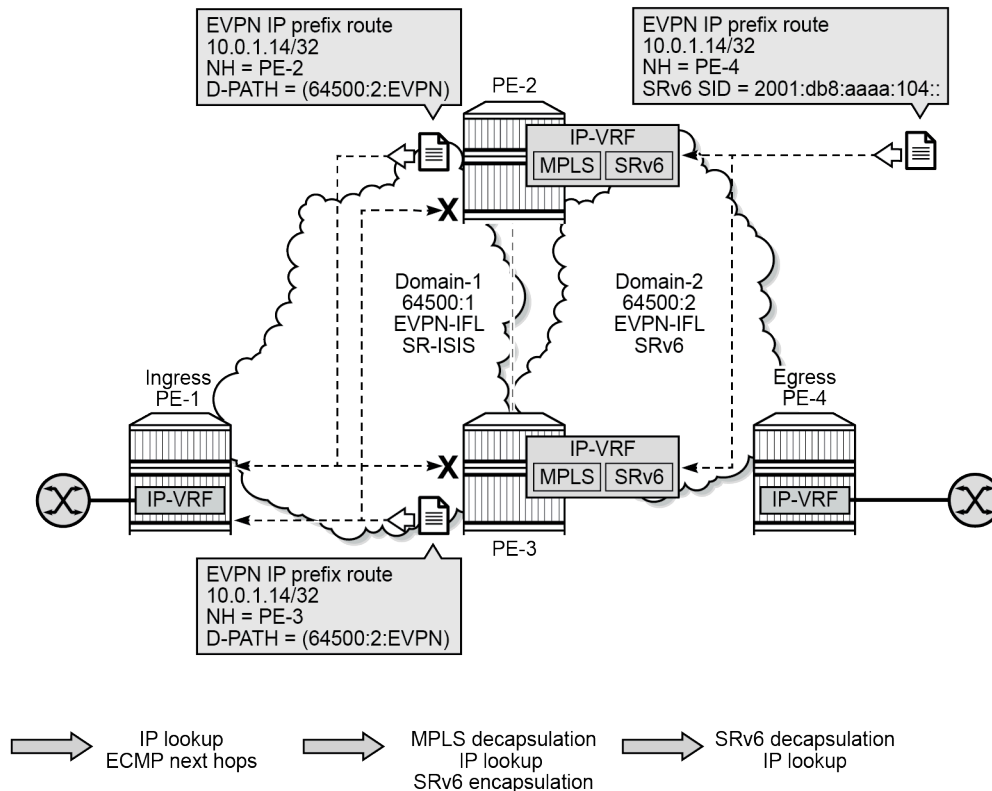 EVPN IP prefix route
10.0.1.14/32
NH = PE-2
D-PATH = (64500:2:EVPN)
EVPN IP prefix route
10.0.1.14/32
NH = PE-4
SRv6 SID = 2001:db8:aaaa:104::
PE-2
IP-VRF
MPLS
SRv6
X
Domain-1
64500:1
EVPN-IFL
SR-ISIS
Domain-2
64500:2
EVPN-IFL
SRv6
Ingress
PE-1
IP-VRF
X
IP-VRF
MPLS
SRv6
PE-3
Egress
PE-4
IP-VRF
EVPN IP prefix route
10.0.1.14/32
NH = PE-3
D-PATH = (64500:2:EVPN)
IP lookup
ECMP next hops
MPLS decapsulation
IP lookup
SRv6 encapsulation
SRv6 decapsulation
IP lookup